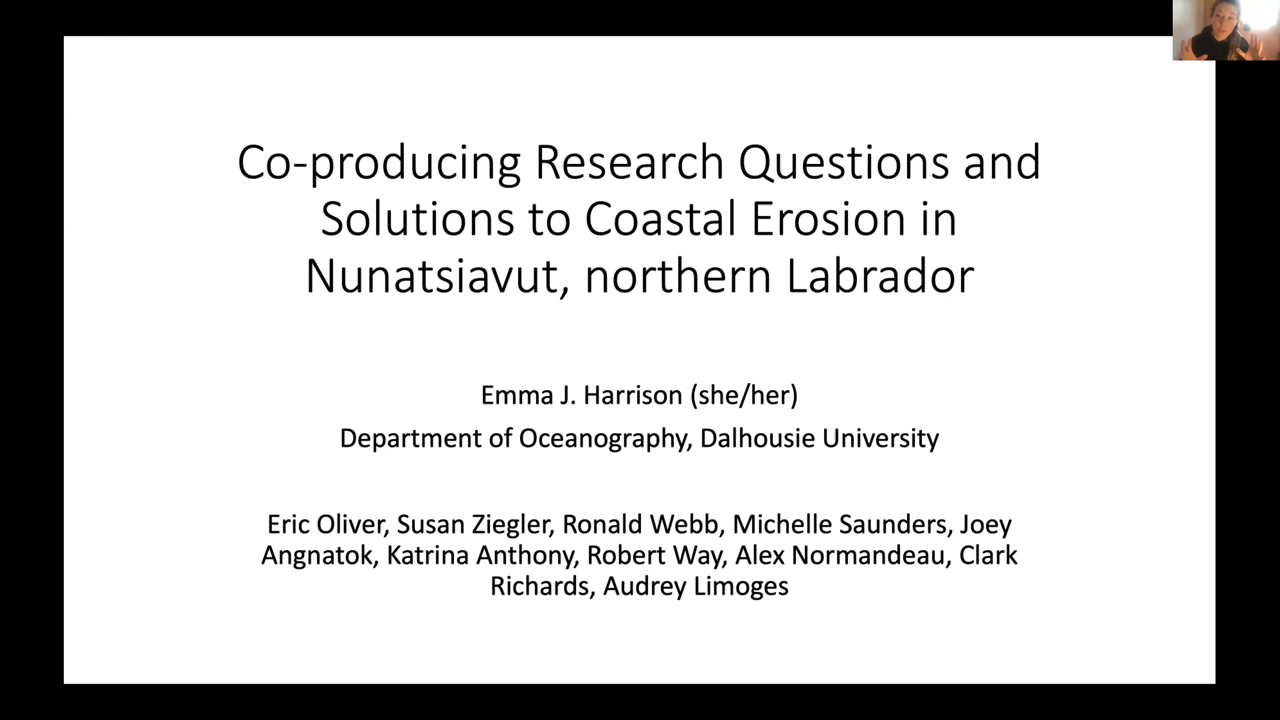 Co-producing Research Questions and
Solutions to Coastal Erosion in
Nunatsiavut, northern Labrador
Emma J. Harrison (she/her)
Department of Oceanography, Dalhousie University
Eric Oliver, Susan Ziegler, Ronald Webb, Michelle Saunders, Joey
Angnatok, Katrina Anthony, Robert Way, Alex Normandeau, Clark
Richards, Audrey Limoges